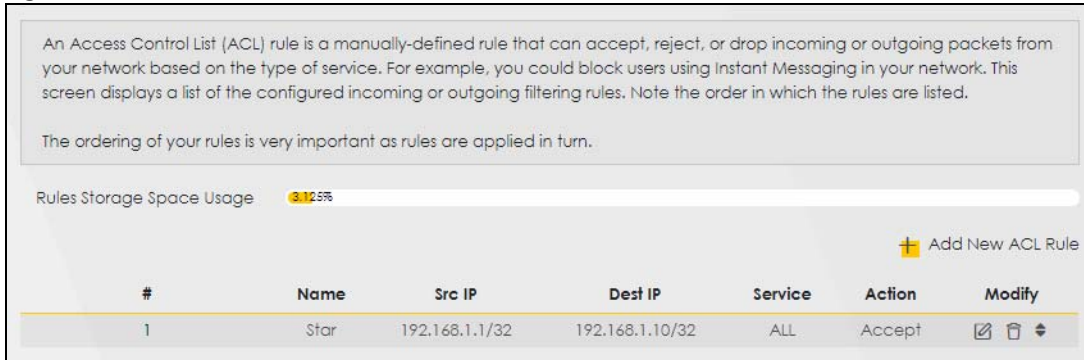 An Access Control List (ACL) rule is a manually-defined rule that can accept, reject, or drop incoming or outgoing packets from
your network based on the type of service. For example, you could block users using Instant Messaging in your network. This
screen displays a list of the configured incoming or outgoing filtering rules. Note the order in which the rules are listed.
The ordering of your rules is very important as rules are applied in turn.
Rules Storage Space Usage 3.125%
Add New ACL Rule
# Name Src IP Dest IP Service Action Modify
1 Star 192.168.1.1/32 192.168.1.10/32 ALL Accept